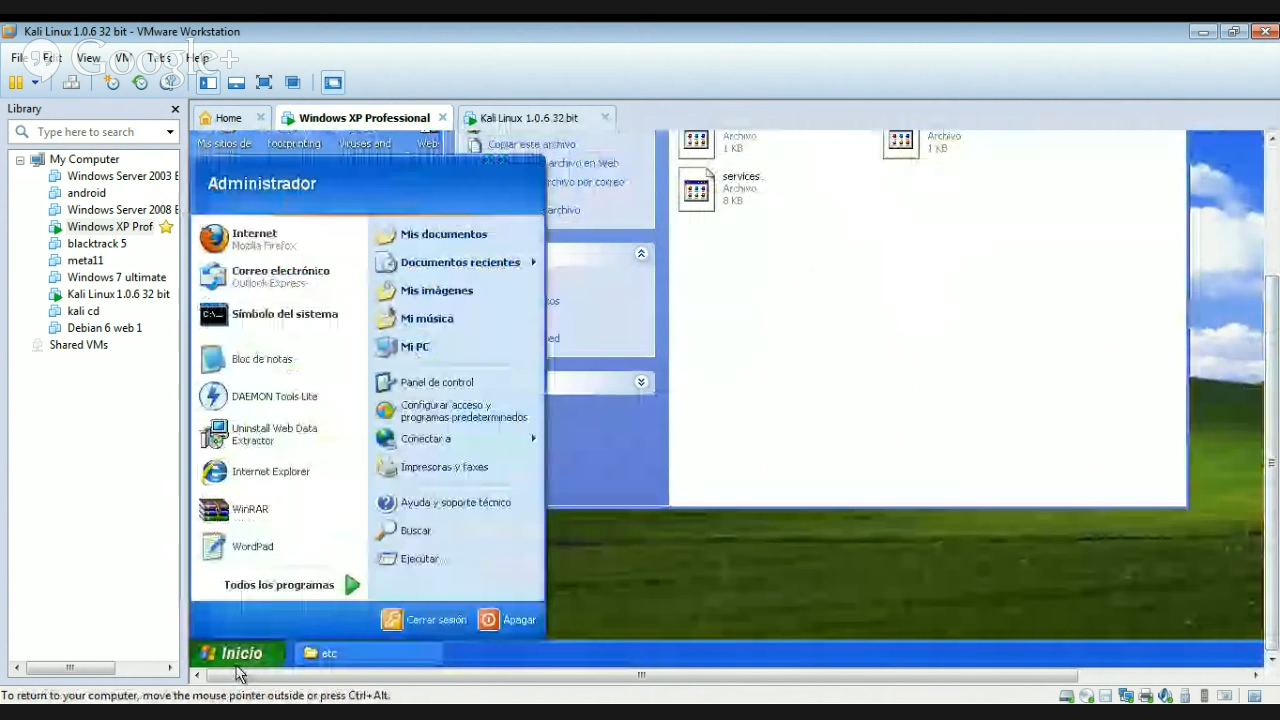 Kali Linux 1.0.6 32 bit - VMware Workstation
File Edit View VM Tabs Help
Google+
Library
Type here to search
My Computer
Windows Server 2003 E
android
Windows Server 2008 E
Windows XP Prof
blacktrack 5
meta11
Windows 7 ultimate
Kali Linux 1.0.6 32 bit
kali cd
Debian 6 web 1
Shared VMs
Home
Windows XP Professional
Kali Linux 1.0.6 32 bit
Mis sitios de Footprinting Viruses and Web
Copiar este archivo
archivo en Web
archivo por correo
archivo
Archivo
1 KB
Archivo
1 KB
services
Archivo
8 KB
Administrador
Internet
Mozilla Firefox
Correo electrónico
Outlook Express
Símbolo del sistema
Bloc de notas
DAEMON Tools Lite
Uninstall Web Data
Extractor
Internet Explorer
WinRAR
WordPad
Todos los programas
Mis documentos
Documentos recientes
Mis imágenes
Mi música
Mi PC
Panel de control
Configurar acceso y
programas predeterminados
Conectar a
Impresoras y faxes
Ayuda y soporte técnico
Buscar
Ejecutar...
os
ed
Cerrar sesión
Apagar
Inicio
etc
To return to your computer, move the mouse pointer outside or press Ctrl+Alt.